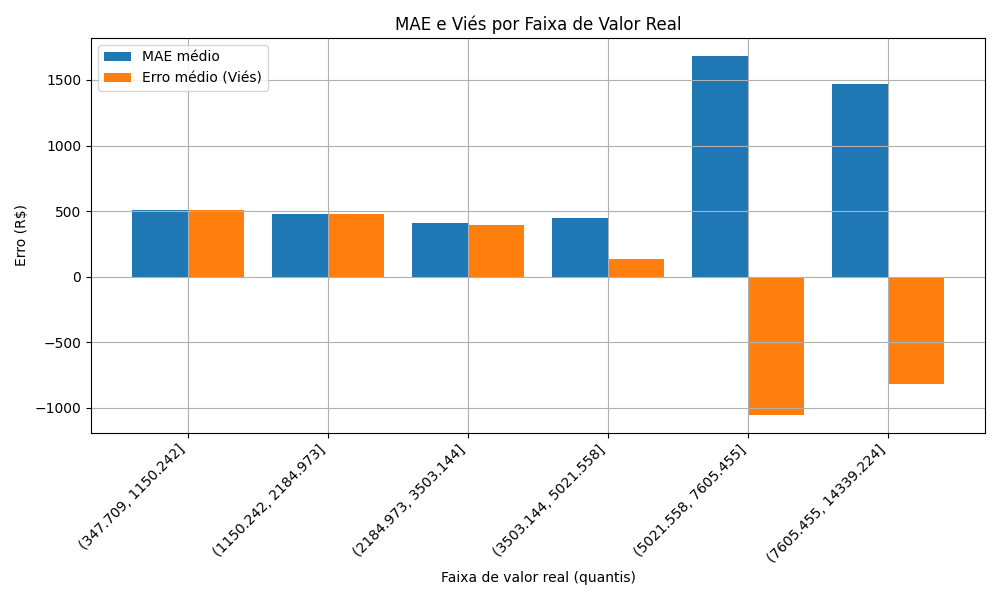 MAE e Viés por Faixa de Valor Real
MAE médio
Erro médio (Viés)
Erro (R$)
1500
1000
500
0
−500
−1000
(347.709, 1150.242]
(1150.242, 2184.973]
(2184.973, 3503.144]
(3503.144, 5021.558]
(5021.558, 7605.455]
(7605.455, 14339.224]
Faixa de valor real (quantis)